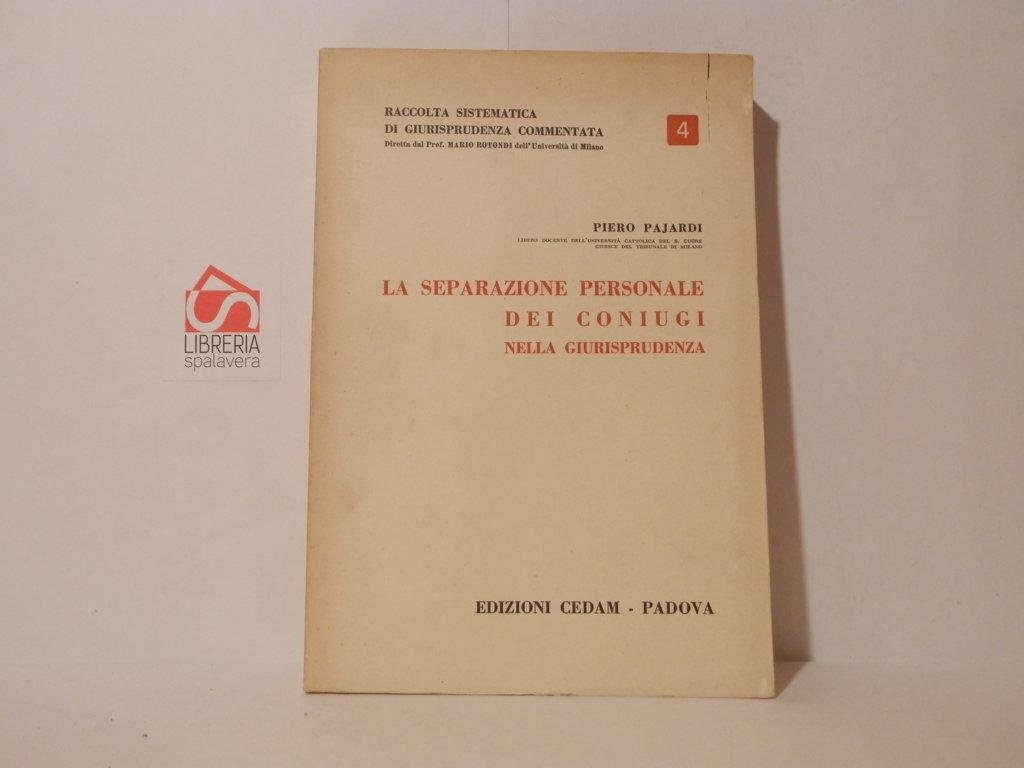 RACCOLTA SISTEMATICA
DI GIURISPRUDENZA COMMENTATA
Diretta dal Prof. MARIO ROTONDI dell'Università di Milano
4
PIERO PAJARDI
LIBERO DOCENTE DELL'UNIVERSITÀ CATTOLICA DEL S. CUORE
GIUDICE DEL TRIBUNALE DI MILANO
LA SEPARAZIONE PERSONALE
DEI CONIUGI
NELLA GIURISPRUDENZA
EDIZIONI CEDAM - PADOVA
LIBRERIA
spalavera